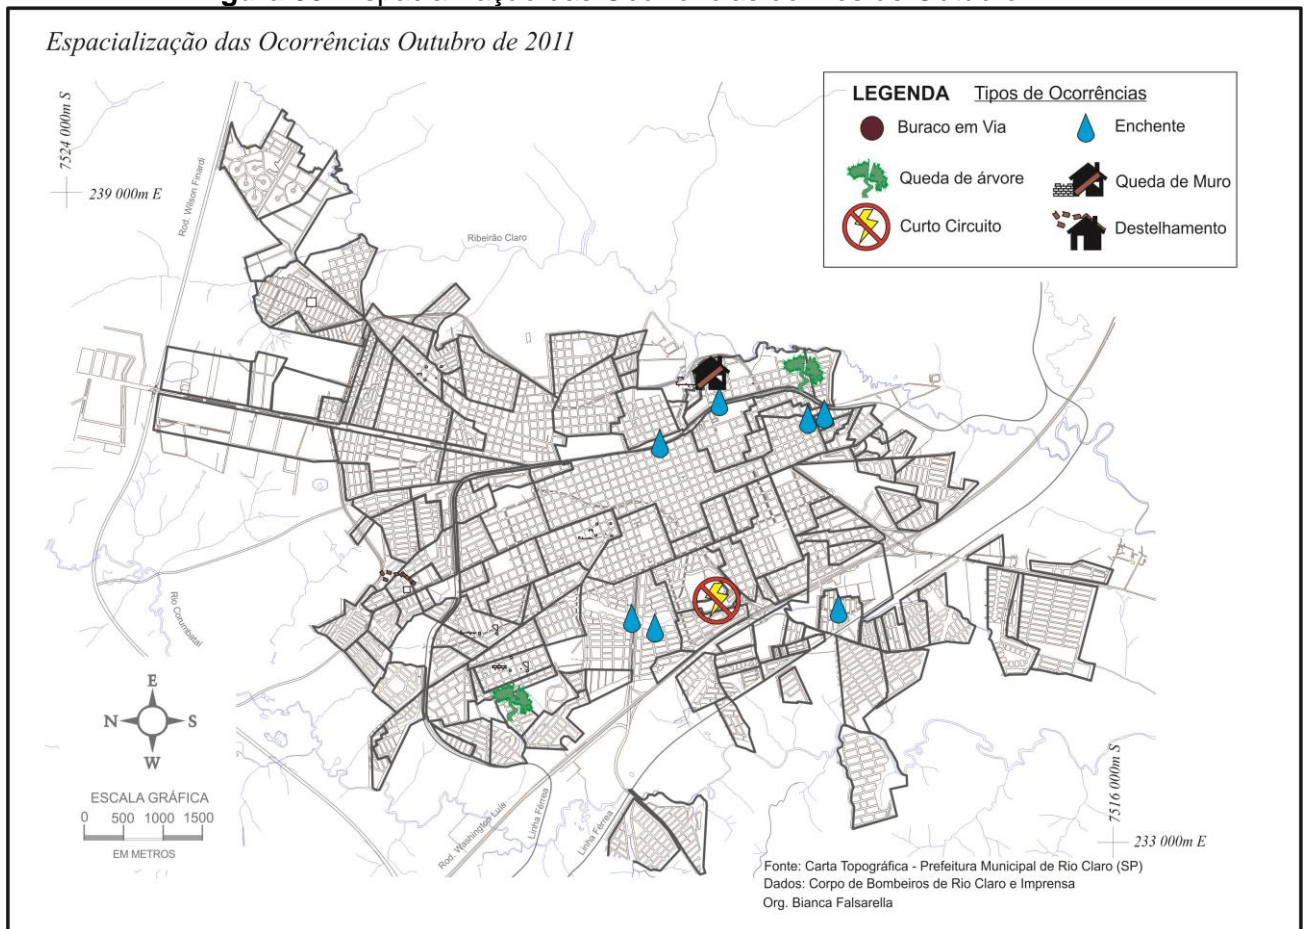 Espacialização das Ocorrências Outubro de 2011
7524 000m S
239 000m E
Rod. Wilson Finardi
Ribeirão Claro
LEGENDA Tipos de Ocorrências
Buraco em Via
Enchente
Queda de árvore
Queda de Muro
Curto Circuito
Destelhamento
Rio Corumbataí
E
N S
W
ESCALA GRÁFICA
0 500 1000 1500
EM METROS
Rod. Washington Luís
Linha Férrea
Linha Férrea
7516 000m S
233 000m E
Fonte: Carta Topográfica - Prefeitura Municipal de Rio Claro (SP)
Dados: Corpo de Bombeiros de Rio Claro e Imprensa
Org. Bianca Falsarella